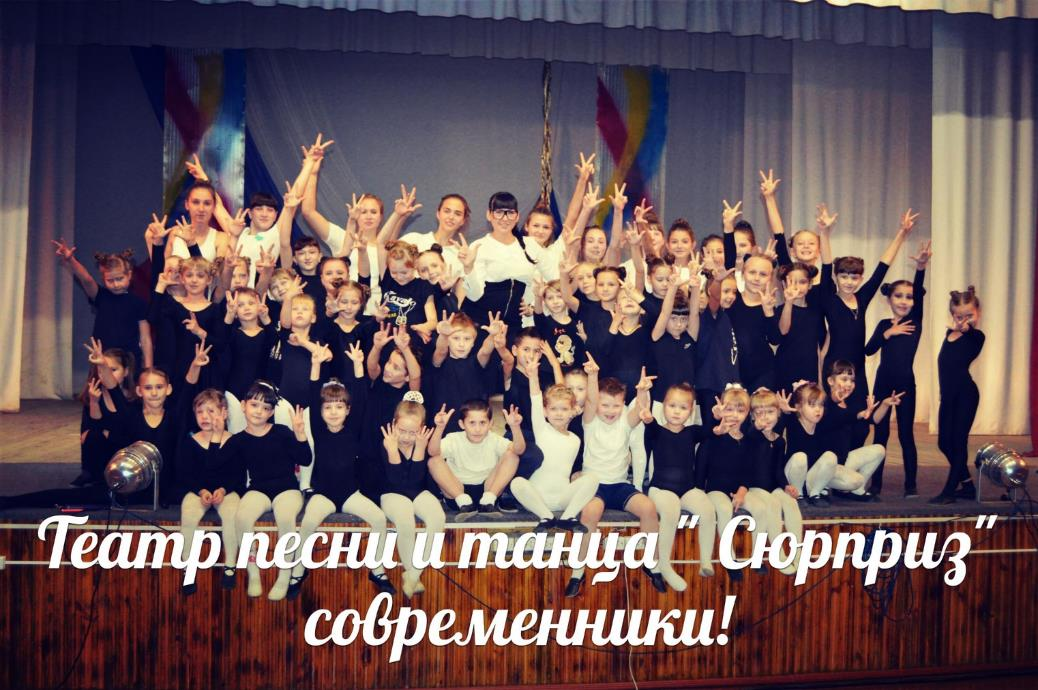 Театр песни и танца " Сюрприз"
современники!